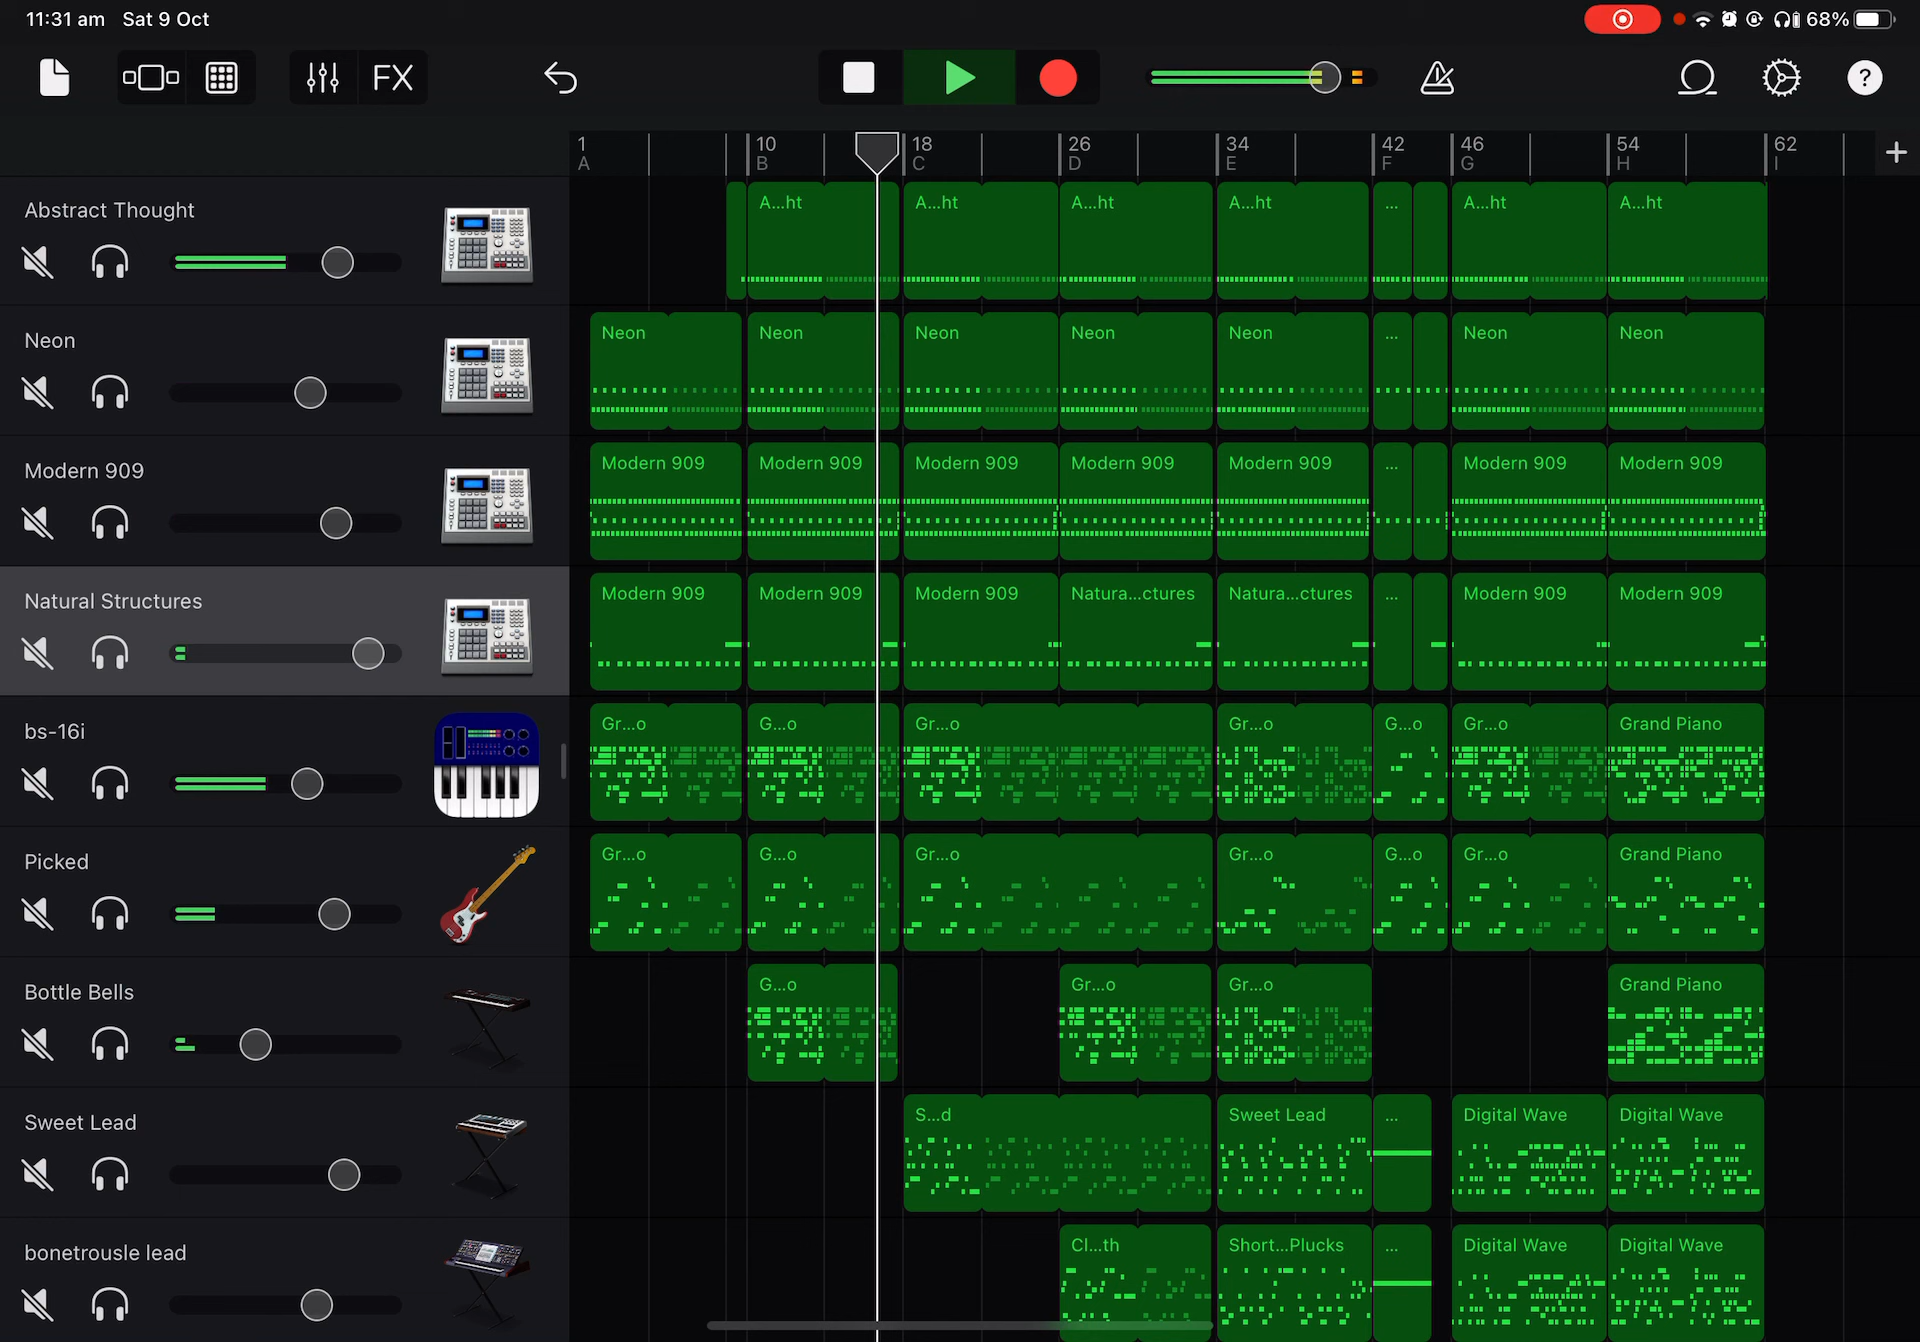 11:31 am Sat 9 Oct
68%
FX
?
1 10 18 26 34 42 46 54 62
A B C D E F G H I
+
Abstract Thought
A...ht A...ht A...ht A...ht ... A...ht A...ht
Neon
Neon Neon Neon Neon Neon ... Neon Neon
Modern 909
Modern 909 Modern 909 Modern 909 Modern 909 Modern 909 ... Modern 909 Modern 909
Natural Structures
Modern 909 Modern 909 Modern 909 Natura...ctures Natura...ctures ... Modern 909 Modern 909
bs-16i
Gr...o G...o Gr...o Gr...o G...o Gr...o Grand Piano
Picked
Gr...o G...o Gr...o Gr...o G...o Gr...o Grand Piano
Bottle Bells
G...o Gr...o Gr...o Grand Piano
Sweet Lead
S...d Sweet Lead ... Digital Wave Digital Wave
bonetrousle lead
Cl...th Short...Plucks ... Digital Wave Digital Wave